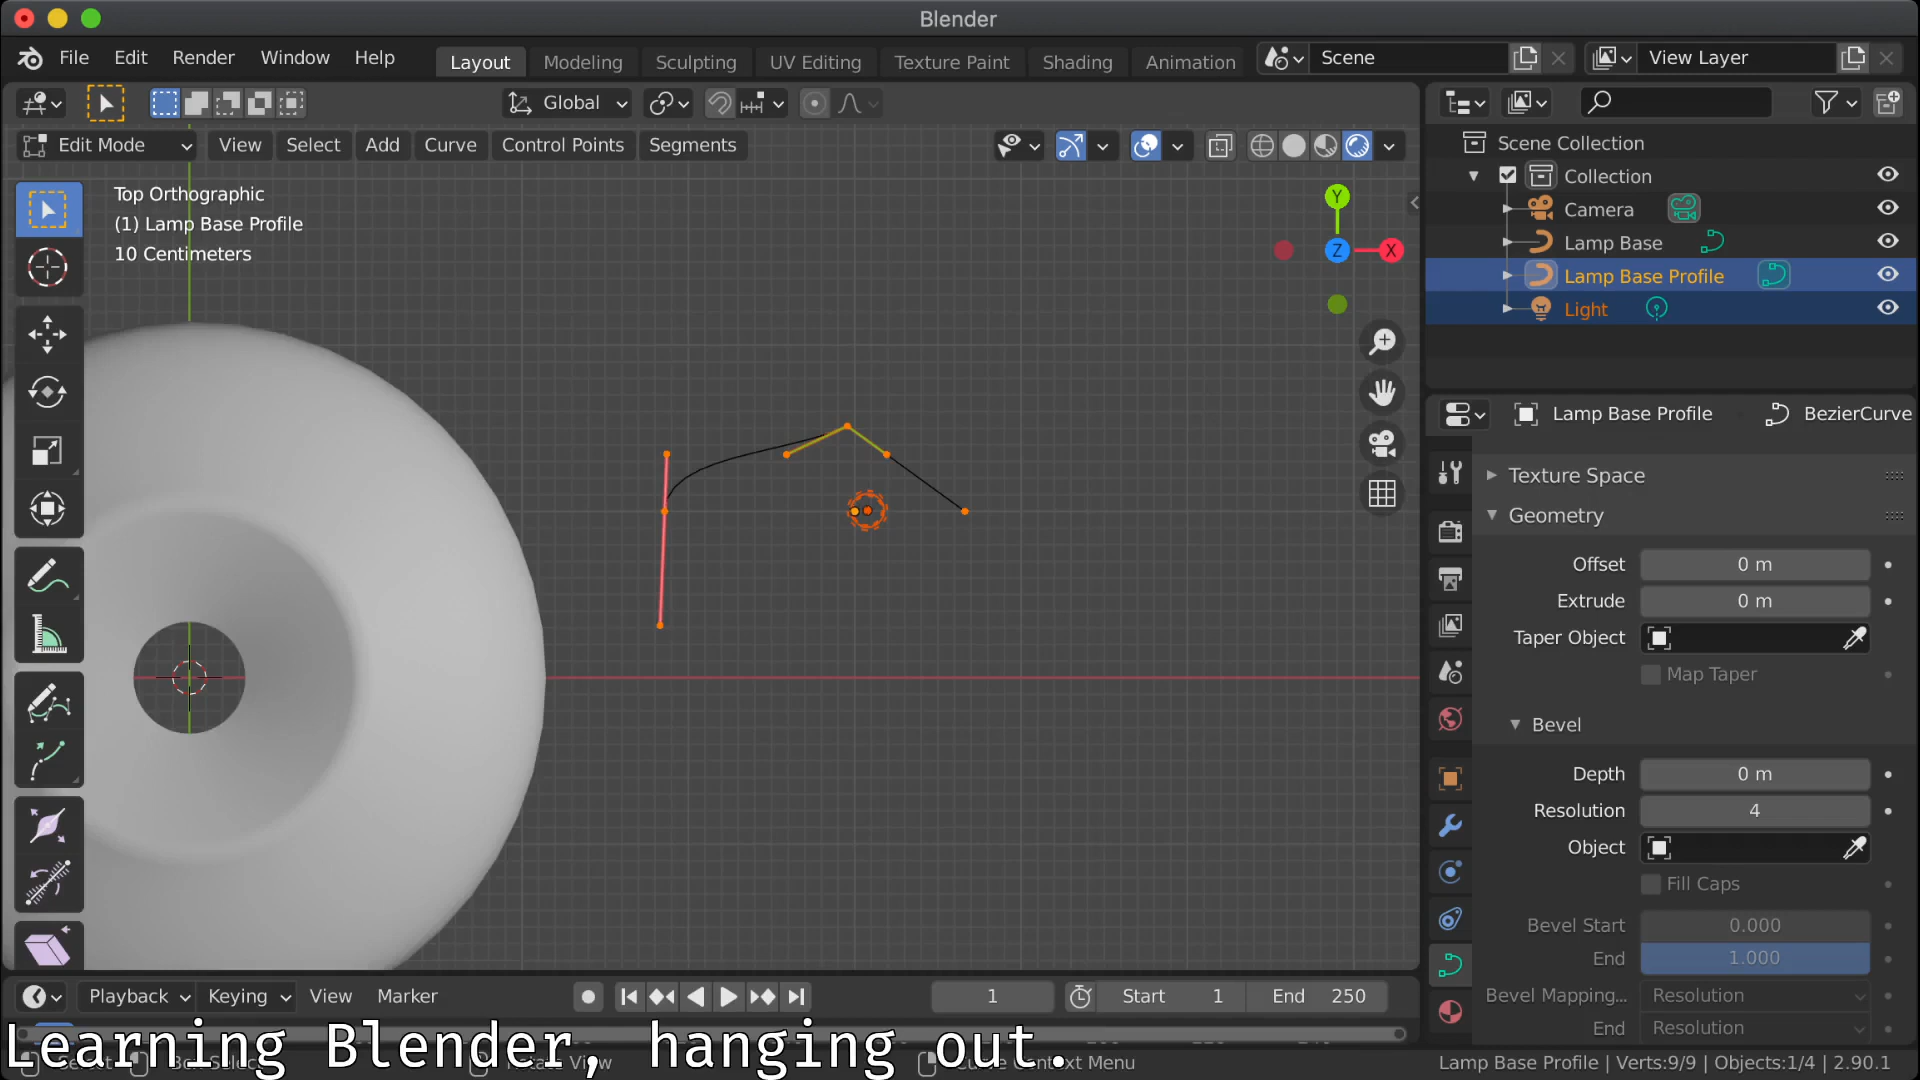 Blender
File Edit Render Window Help Layout Modeling Sculpting UV Editing Texture Paint Shading Animation Scene View Layer
Global
Edit Mode View Select Add Curve Control Points Segments
Top Orthographic
(1) Lamp Base Profile
10 Centimeters
Y
Z X
Scene Collection
Collection
Camera
Lamp Base
Lamp Base Profile
Light
Lamp Base Profile BezierCurve
Texture Space
Geometry
Offset 0 m
Extrude 0 m
Taper Object
Map Taper
Bevel
Depth 0 m
Resolution 4
Object
Fill Caps
Bevel Start 0.000
End 1.000
Bevel Mapping... Resolution
End Resolution
Playback Keying View Marker 1 Start 1 End 250
Learning Blender, hanging out.
Lamp Base Profile | Verts:9/9 | Objects:1/4 | 2.90.1